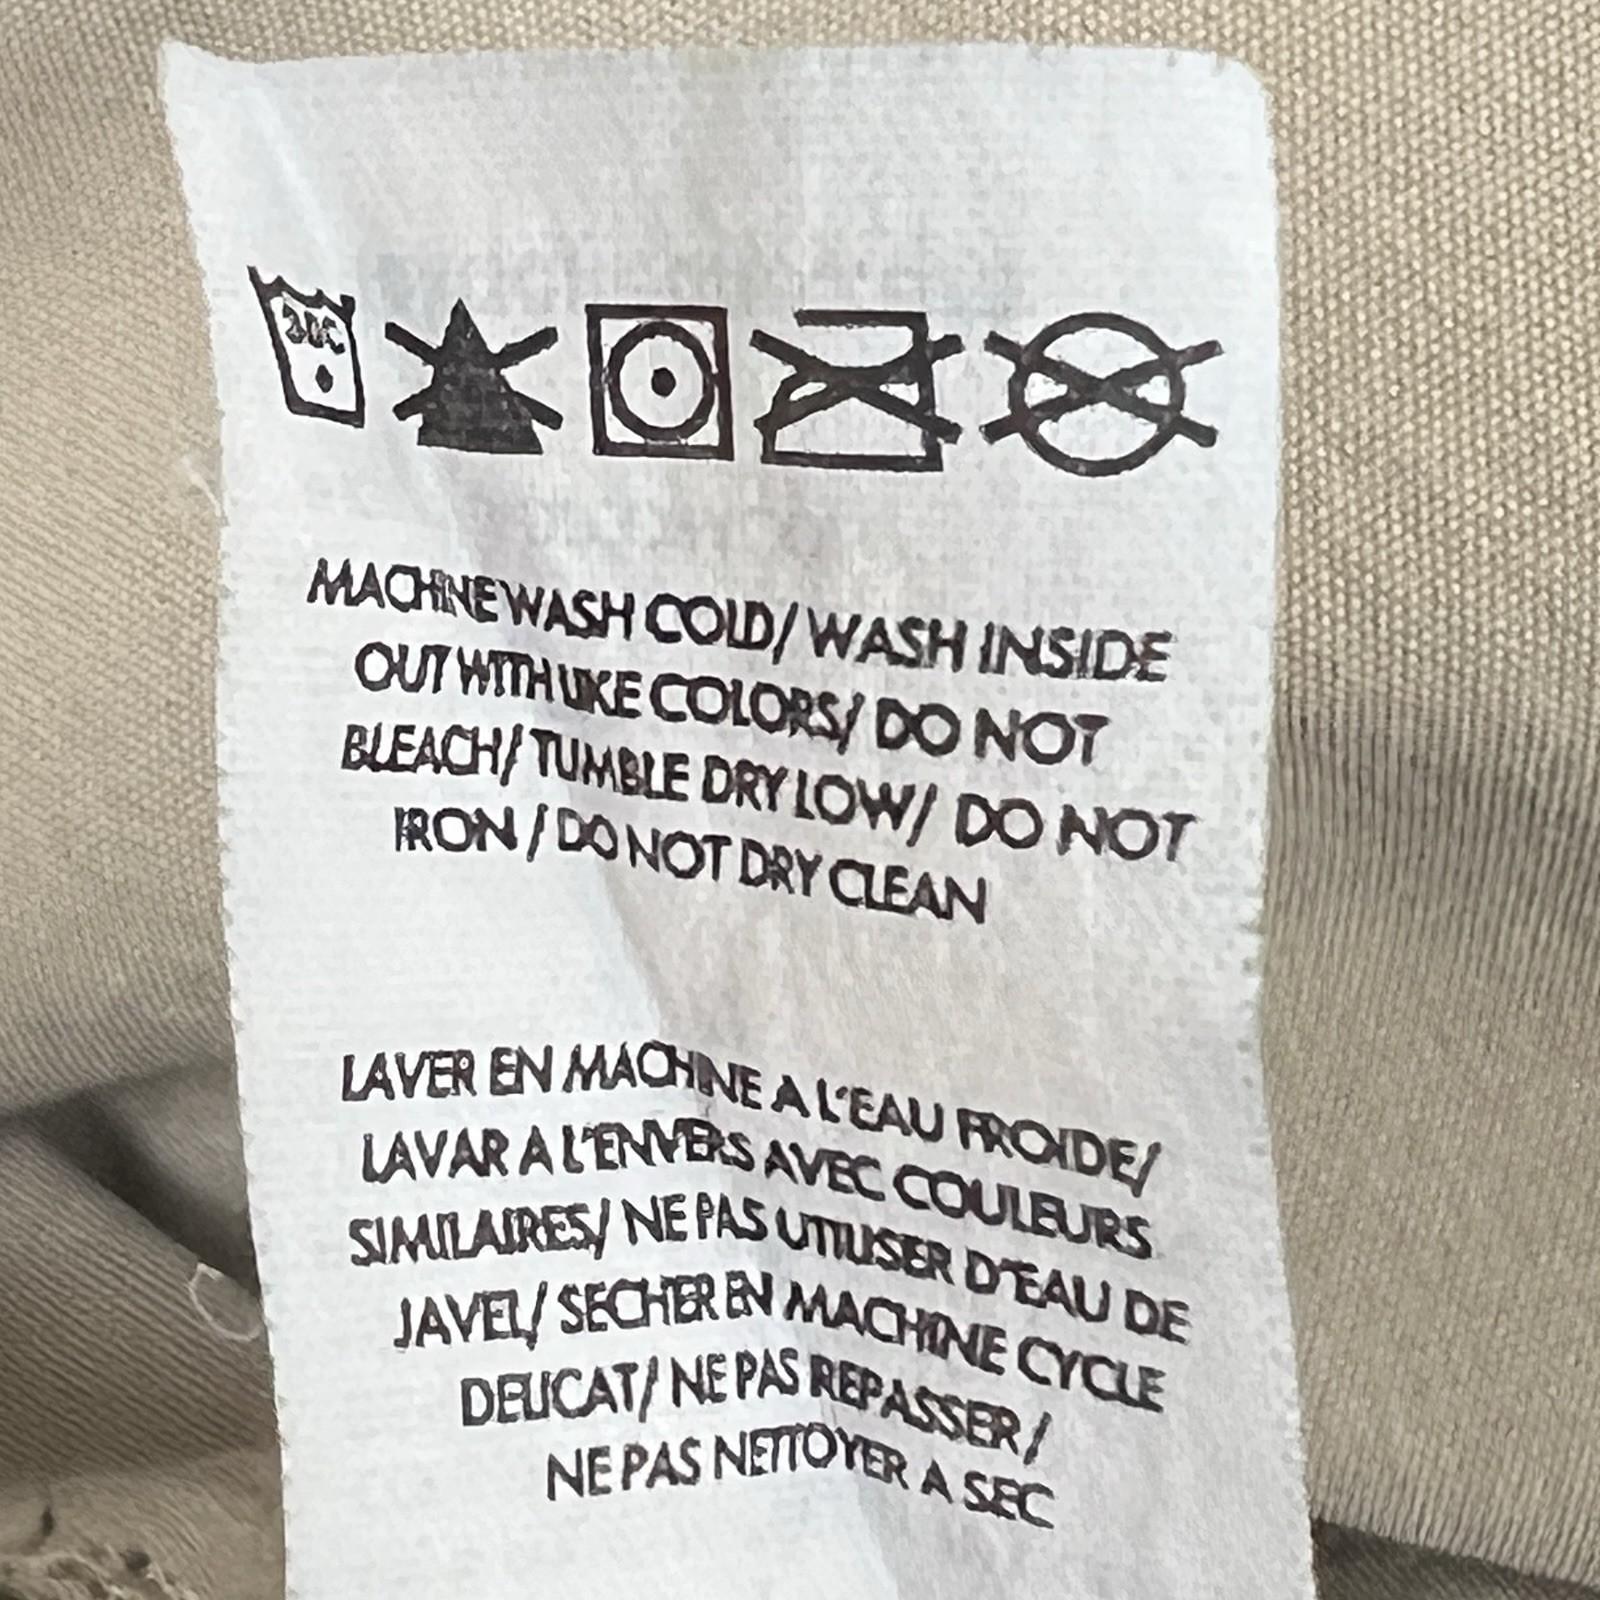 30C
MACHINE WASH COLD/ WASH INSIDE
OUT WITH LIKE COLORS/ DO NOT
BLEACH/ TUMBLE DRY LOW/ DO NOT
IRON / DO NOT DRY CLEAN
LAVER EN MACHINE A L'EAU FROIDE/
LAVAR A L'ENVERS AVEC COULEURS
SIMILAIRES/ NE PAS UTILISER D'EAU DE
JAVEL/ SECHER EN MACHINE CYCLE
DELICAT/ NE PAS REPASSER /
NE PAS NETTOYER A SEC